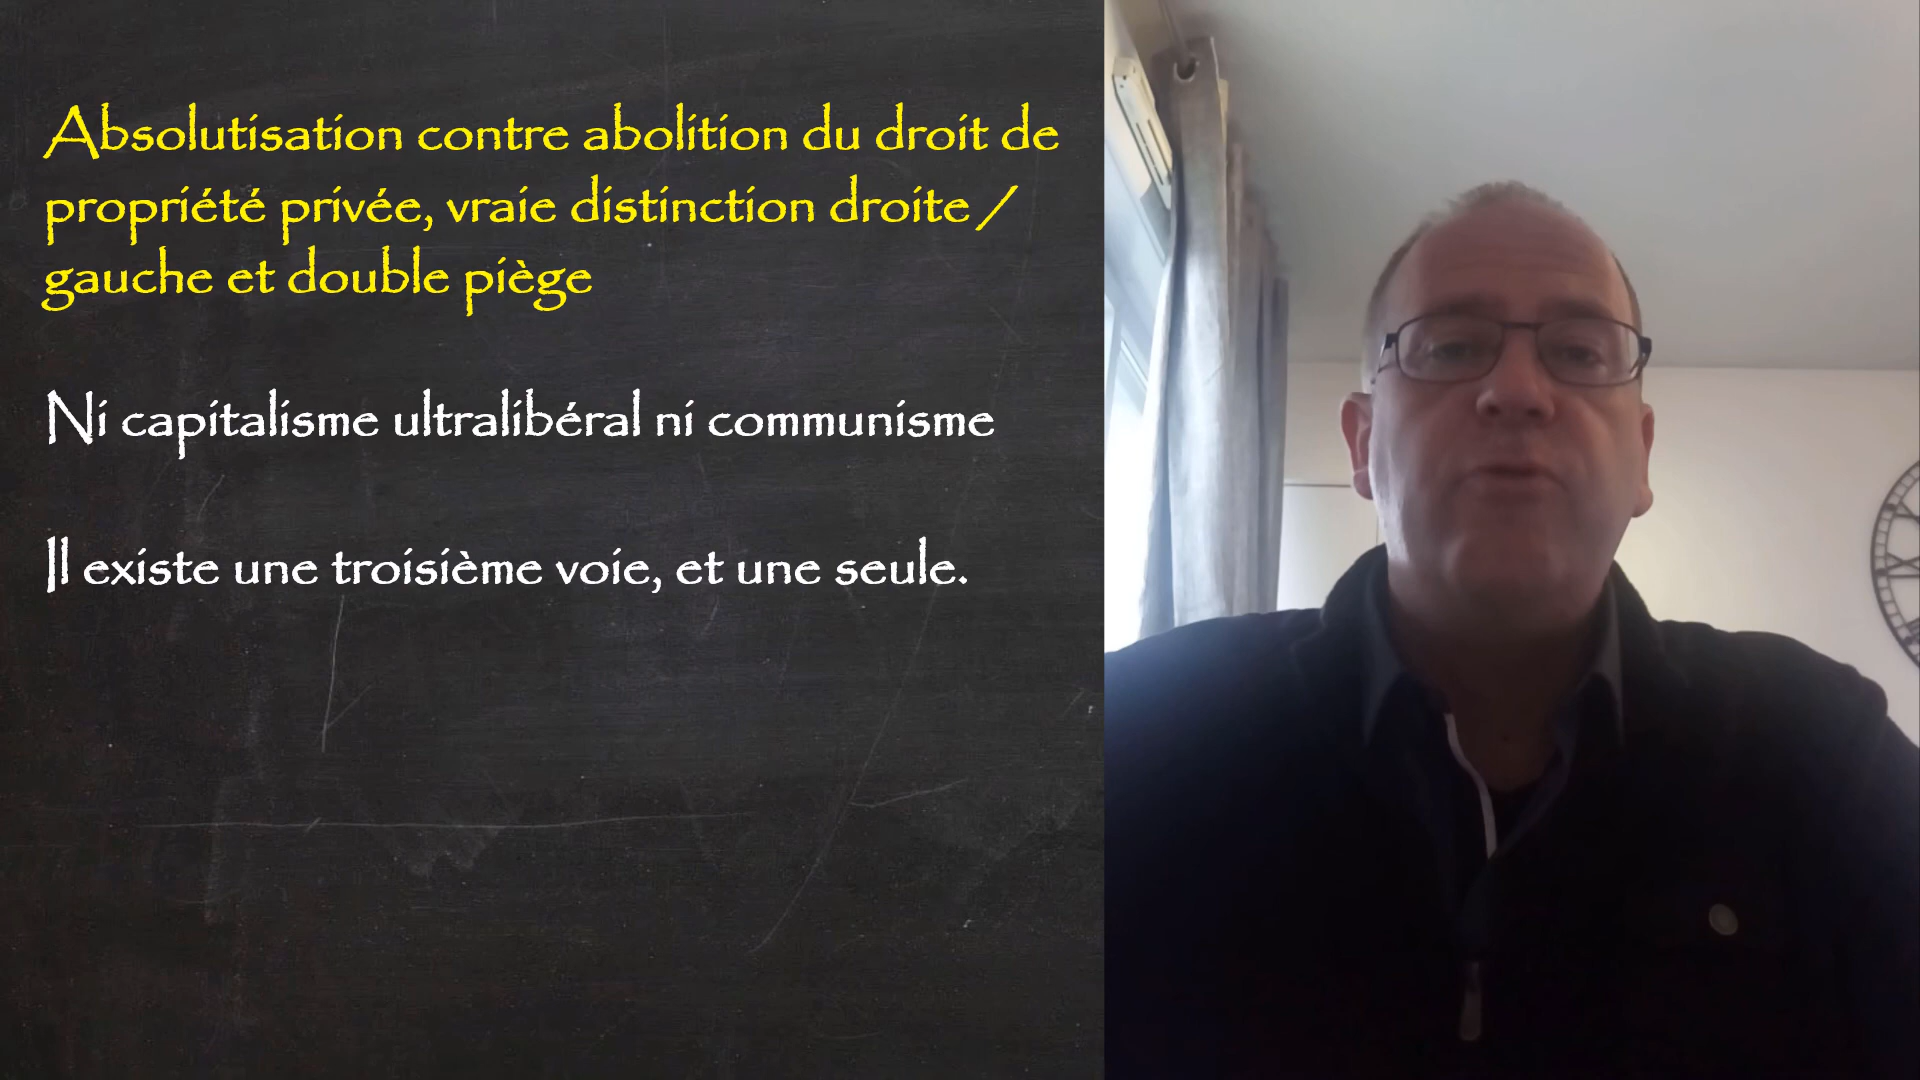 Absolutisation contre abolition du droit de
propriété privée, vraie distinction droite /
gauche et double piège
Ni capitalisme ultralibéral ni communisme
Il existe une troisième voie, et une seule.